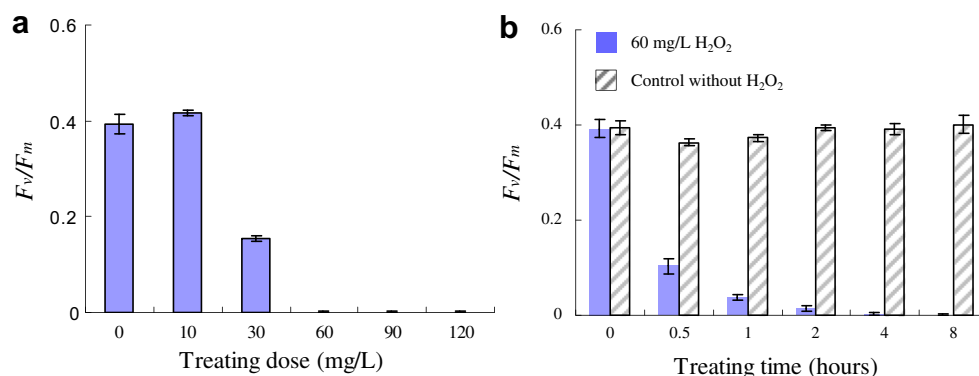 a
0.6
0.4
0.2
0
Fv/Fm
0 10 30 60 90 120
Treating dose (mg/L)
b
0.6
0.4
0.2
0
Fv/Fm
60 mg/L H2O2
Control without H2O2
0 0.5 1 2 4 8
Treating time (hours)